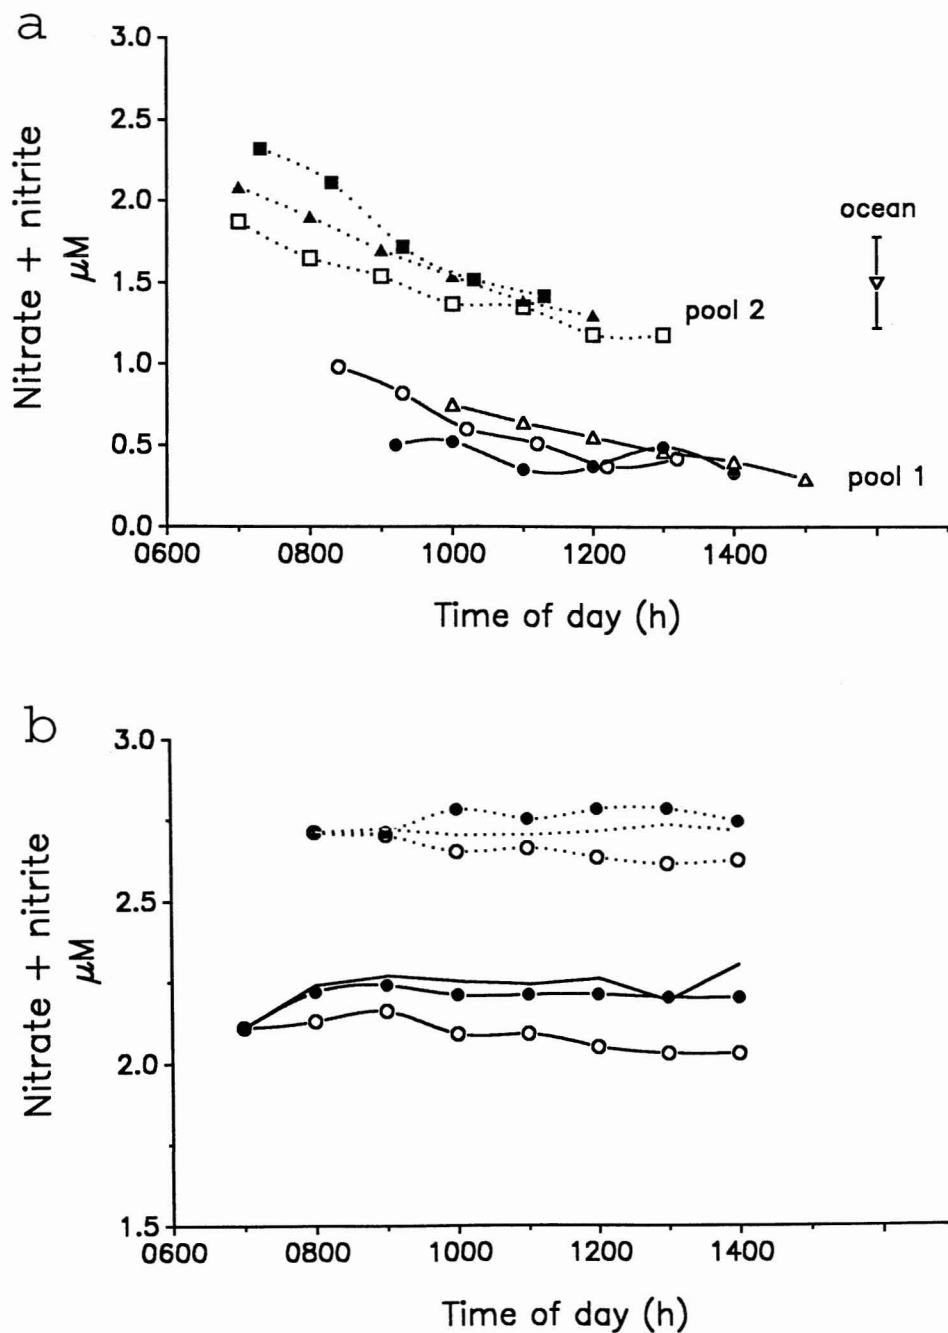 a
Nitrate + nitrite
μM
3.0
2.5
2.0
1.5
1.0
0.5
0.0
ocean
pool 2
pool 1
0600 0800 1000 1200 1400
Time of day (h)
b
Nitrate + nitrite
μM
3.0
2.5
2.0
1.5
0600 0800 1000 1200 1400
Time of day (h)